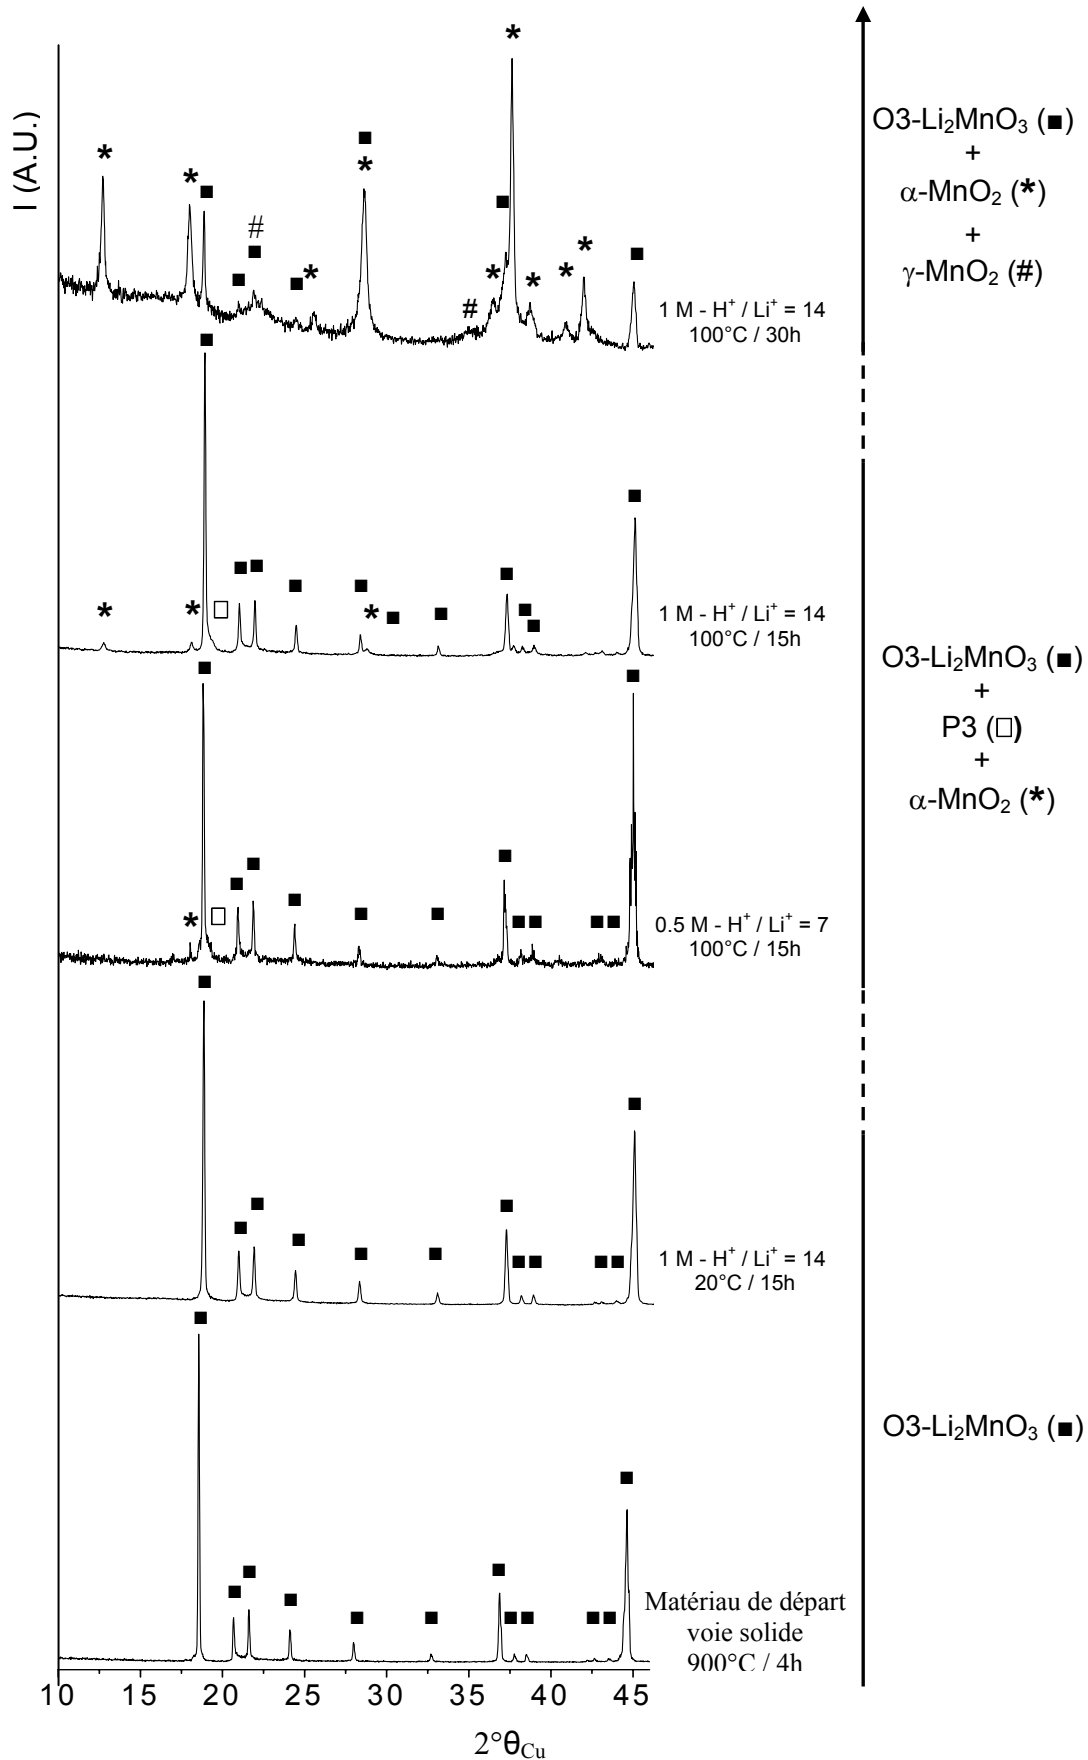 I (A.U.)
O3-Li₂MnO₃ (■)
+
α-MnO₂ (*)
+
γ-MnO₂ (#)
1 M - H⁺ / Li⁺ = 14
100°C / 30h
1 M - H⁺ / Li⁺ = 14
100°C / 15h
O3-Li₂MnO₃ (■)
+
P3 (□)
+
α-MnO₂ (*)
0.5 M - H⁺ / Li⁺ = 7
100°C / 15h
1 M - H⁺ / Li⁺ = 14
20°C / 15h
O3-Li₂MnO₃ (■)
Matériau de départ
voie solide
900°C / 4h
10 15 20 25 30 35 40 45
2°θCu